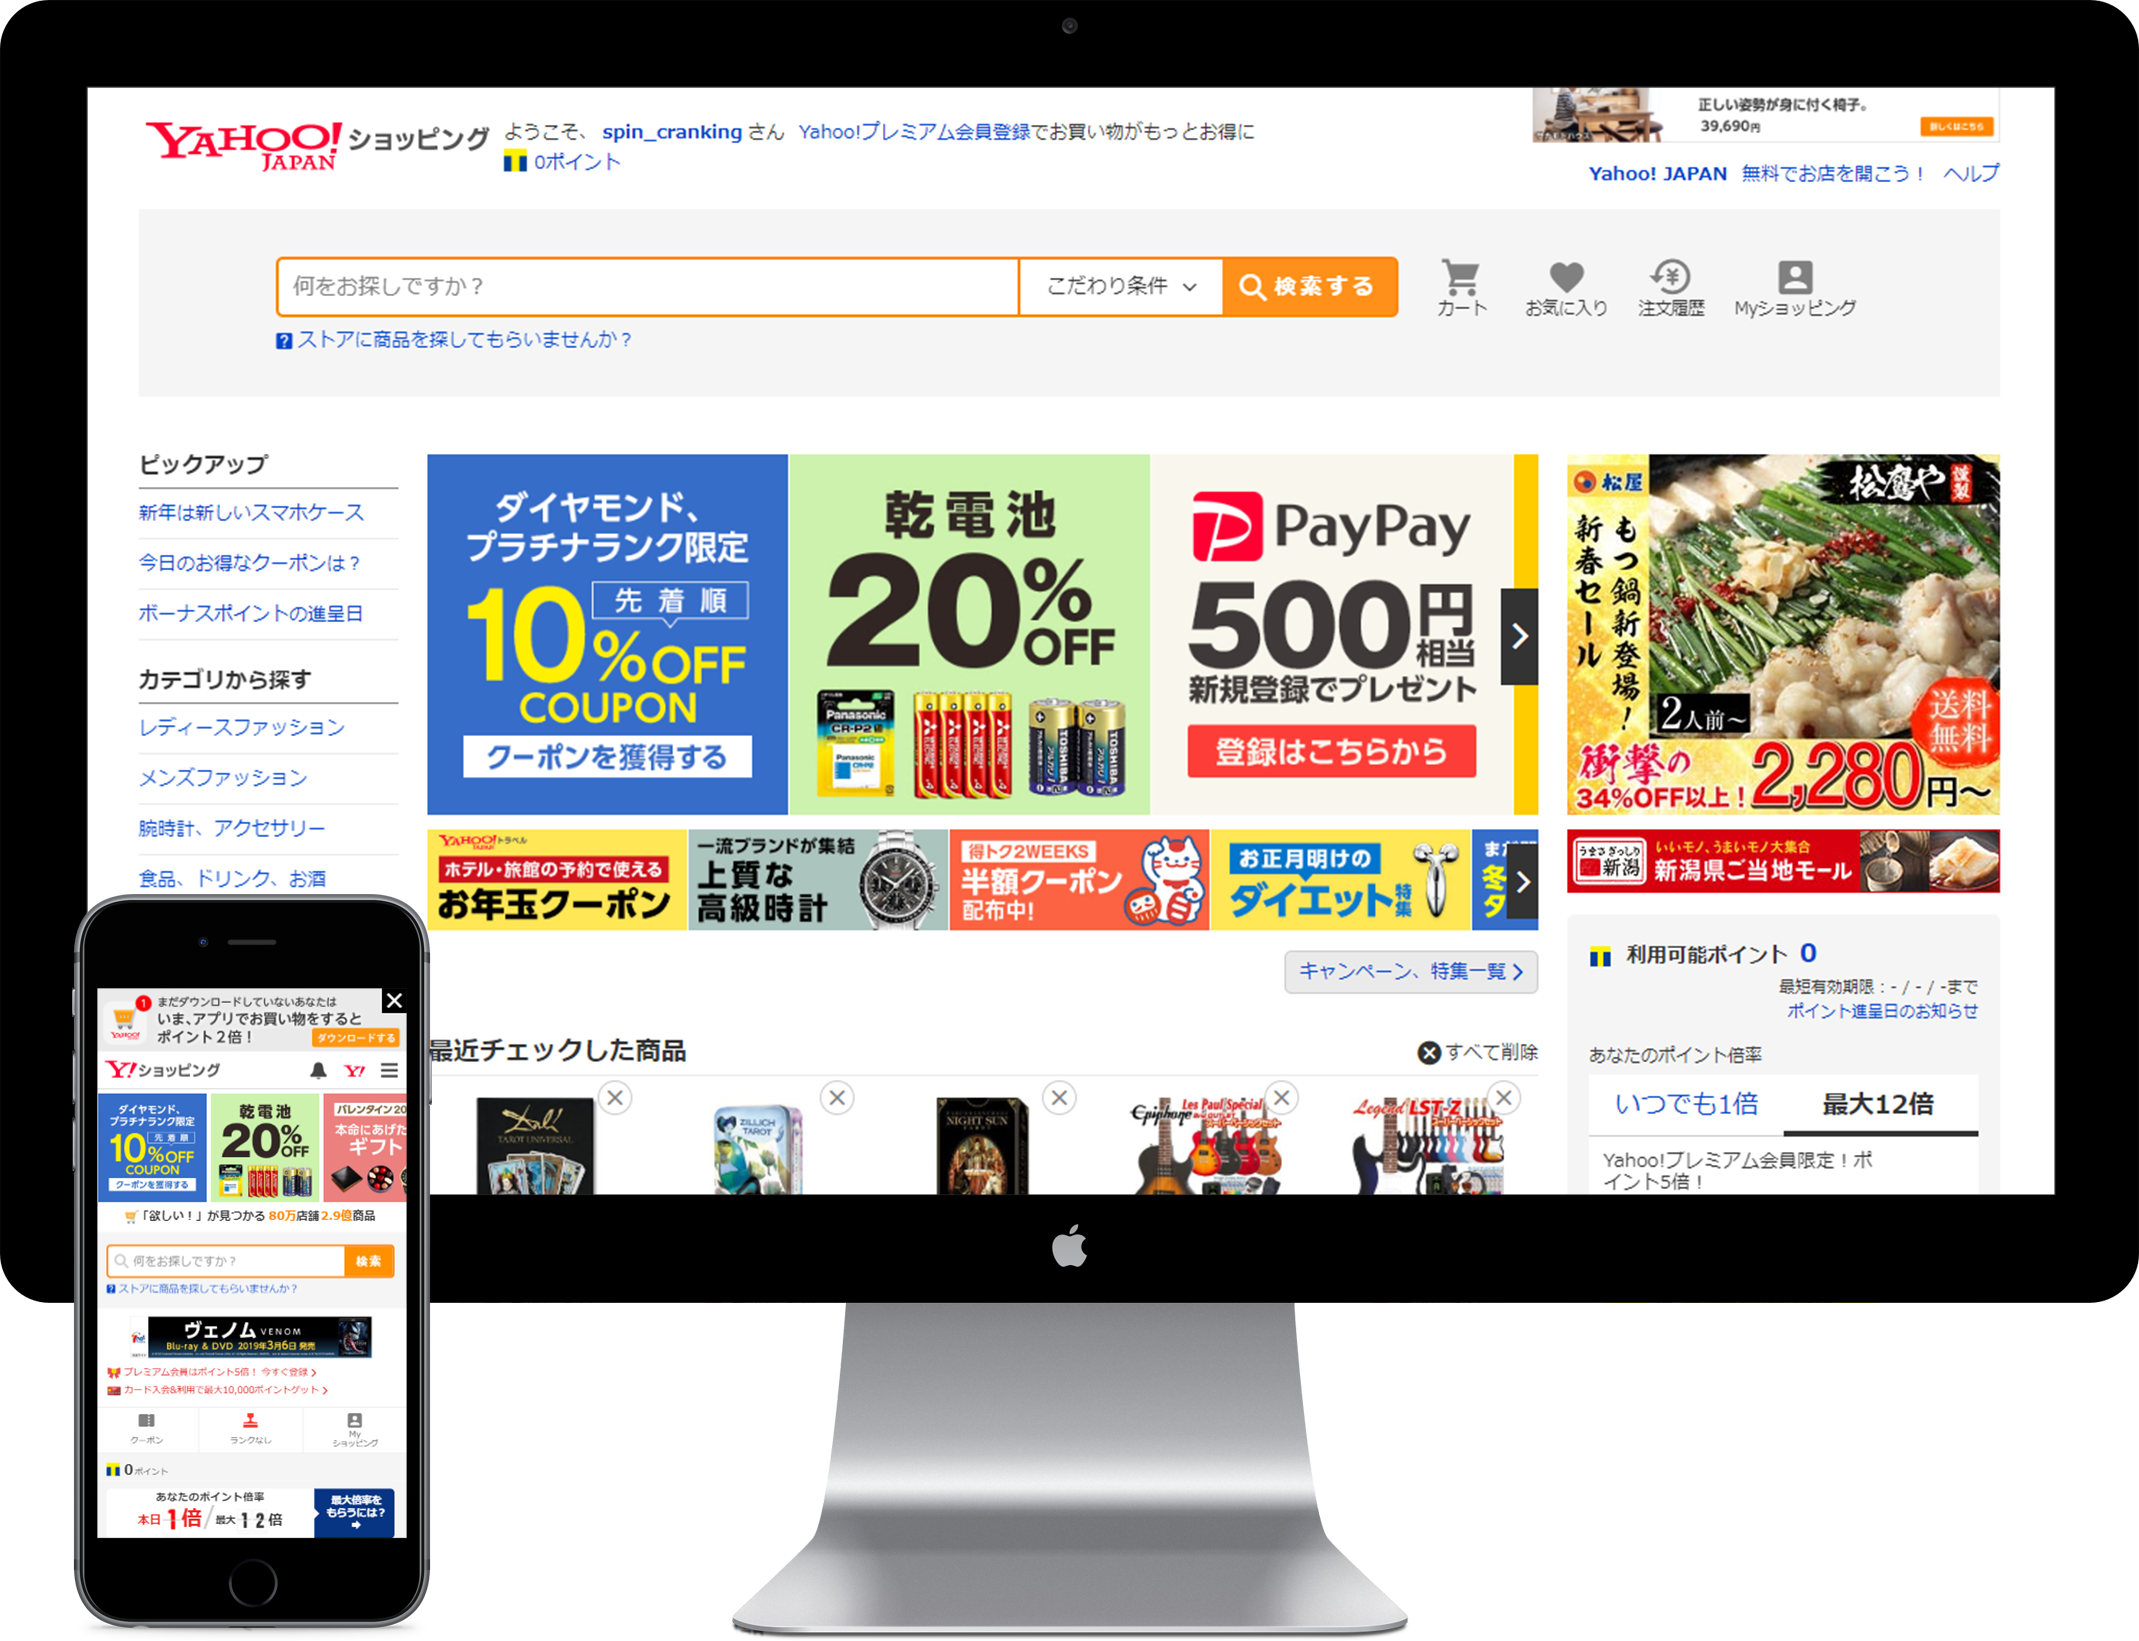 YAHOO! JAPAN ショッピング
ようこそ、 spin_cranking さん Yahoo!プレミアム会員登録でお買い物がもっとお得に
0ポイント
正しい姿勢が身に付く椅子。
39,690円
詳しくはこちら
Yahoo! JAPAN 無料でお店を開こう！ ヘルプ
何をお探しですか？
こだわり条件
検索する
カート
お気に入り
注文履歴
Myショッピング
? ストアに商品を探してもらいませんか？
ピックアップ
新年は新しいスマホケース
今日のお得なクーポンは？
ボーナスポイントの進呈日
カテゴリから探す
レディースファッション
メンズファッション
腕時計、アクセサリー
食品、ドリンク、お酒
ダイヤモンド、
プラチナランク限定
先着順
10%OFF
COUPON
クーポンを獲得する
乾電池
20%OFF
Panasonic
CR-P2
Panasonic
TOSHIBA
TOSHIBA
PayPay
500円相当
新規登録でプレゼント
登録はこちらから
松屋
松鷹や
謹製
もつ鍋新登場！
新春セール
2人前〜
送料
無料
衝撃の
34%OFF以上！
2,280円〜
YAHOO! JAPAN トラベル
ホテル・旅館の予約で使える
お年玉クーポン
一流ブランドが集結
上質な
高級時計
得トク2WEEKS
半額クーポン
配布中!
お正月明けの
ダイエット特集
うまさぎっしり
新潟
いいモノ、うまいモノ大集合
新潟県ご当地モール
キャンペーン、特集一覧
利用可能ポイント 0
最短有効期限：- / - / -まで
ポイント進呈日のお知らせ
あなたのポイント倍率
いつでも1倍
最大12倍
Yahoo!プレミアム会員限定！ポ
イント5倍！
最近チェックした商品
すべて削除
Dali
TAROT UNIVERSAL
ZILLICH
TAROT
NIGHT SUN
TAROT
Epiphone
Les Paul Special
Legend LST-Z
1
まだダウンロードしていないあなたは
いま、アプリでお買い物をすると
ポイント２倍！
ダウンロードする
YAHOO!
Y!ショッピング
Y!
ダイヤモンド、
プラチナランク限定
先着順
10%OFF
COUPON
クーポンを獲得する
乾電池
20%OFF
バレンタイン20
本命にあげた
ギフト
「欲しい！」が見つかる 80万店舗2.9億商品
何をお探しですか？
検索
? ストアに商品を探してもらいませんか？
ヴェノム VENOM
Blu-ray & DVD 2019年3月6日 発売
プレミアム会員はポイント5倍！ 今すぐ登録
カード入会&利用で最大10,000ポイントゲット
クーポン
ランクなし
My
ショッピング
0ポイント
あなたのポイント倍率
本日 1倍/最大 12倍
最大倍率を
もらうには?